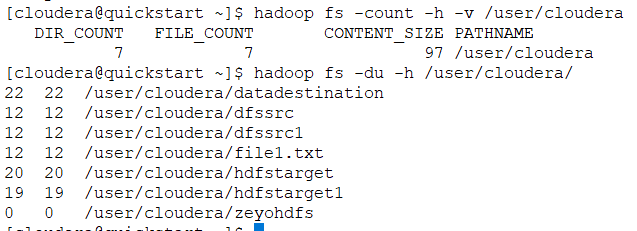 [cloudera@quickstart ~]$ hadoop fs -count -h -v /user/cloudera
DIR_COUNT FILE_COUNT CONTENT_SIZE PATHNAME
7 7 97 /user/cloudera
[cloudera@quickstart ~]$ hadoop fs -du -h /user/cloudera/
22 22 /user/cloudera/datadestination
12 12 /user/cloudera/dfssrc
12 12 /user/cloudera/dfssrc1
12 12 /user/cloudera/file1.txt
20 20 /user/cloudera/hdfstarget
19 19 /user/cloudera/hdfstarget1
0 0 /user/cloudera/zeyohdfs
[cloudera@quickstart ~]$